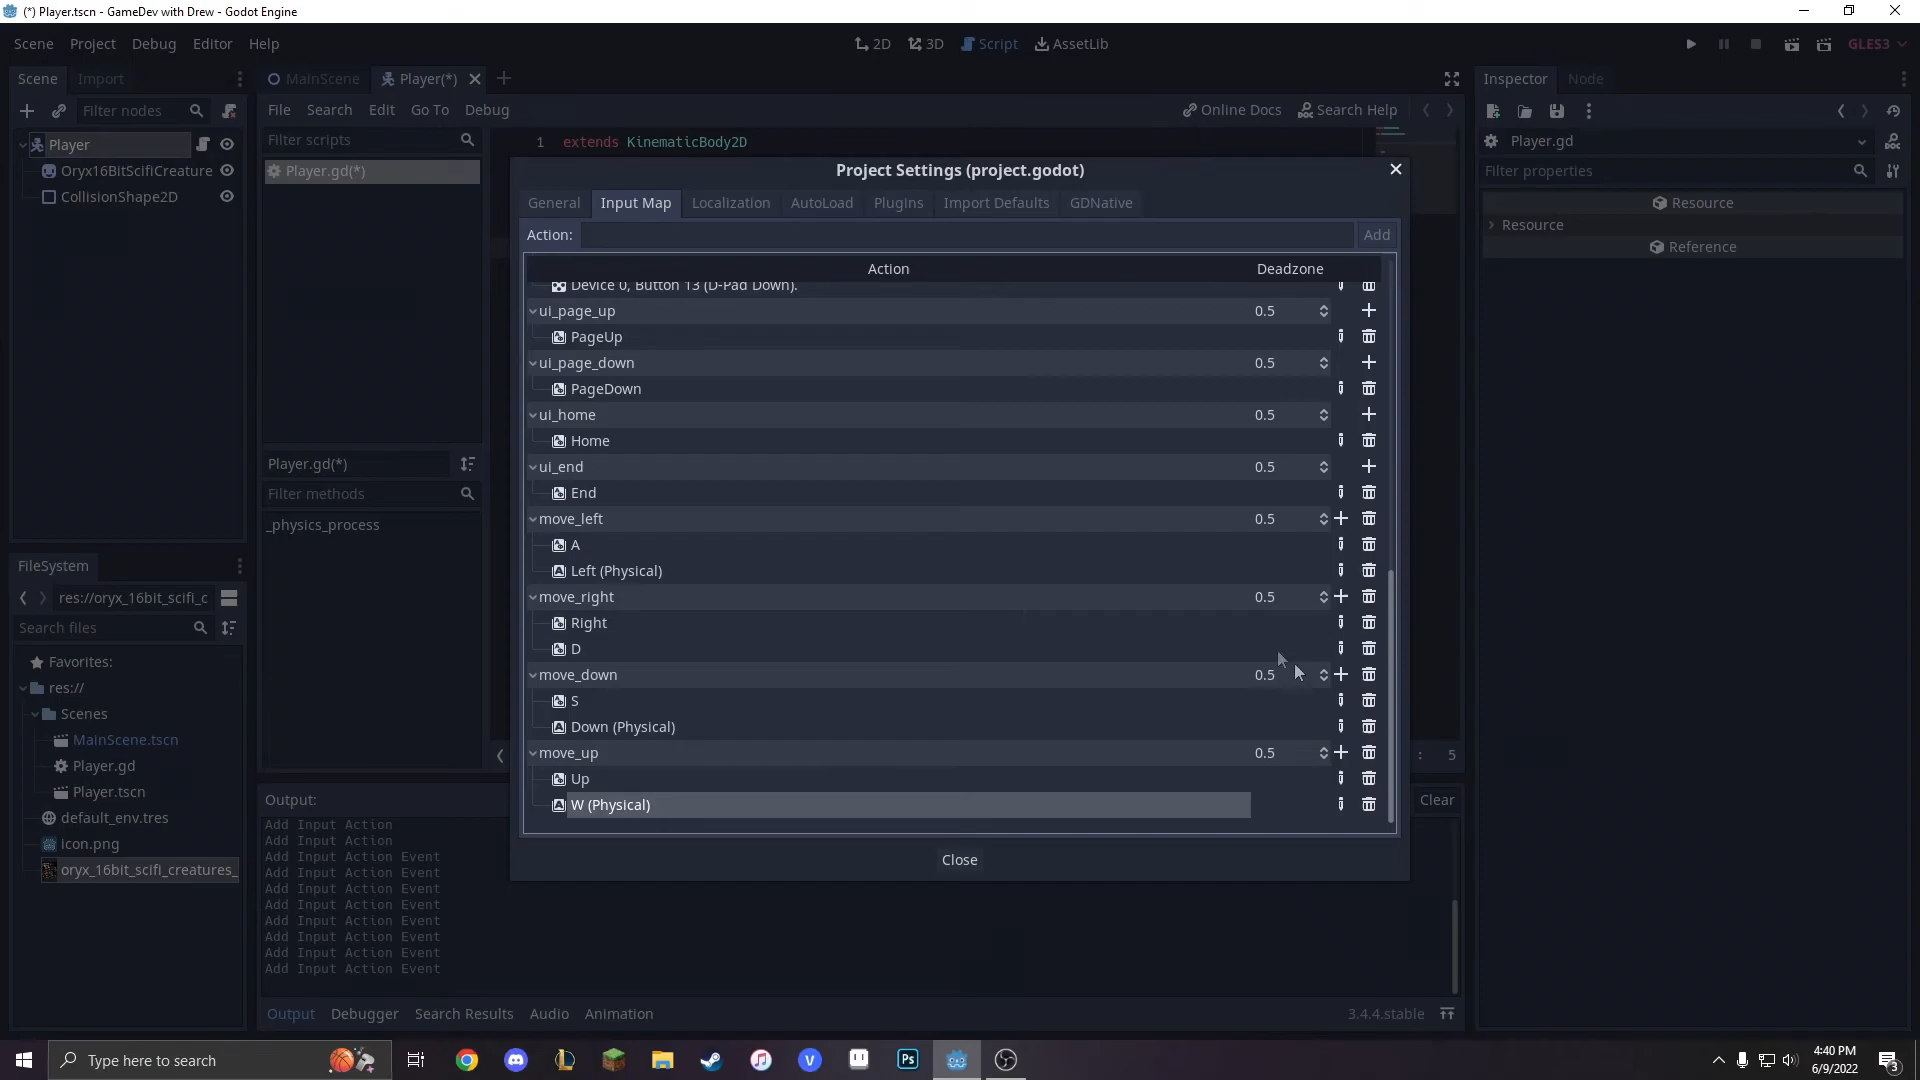 (*) Player.tscn - GameDev with Drew - Godot Engine
Scene Project Debug Editor Help
2D 3D Script AssetLib
GLES3
Scene Import
MainScene Player(*)
Inspector Node
Filter nodes
File Search Edit Go To Debug
Online Docs Search Help
Player
Oryx16BitScifiCreature
CollisionShape2D
Filter scripts
Player.gd(*)
1 extends KinematicBody2D
Player.gd
Filter properties
Resource
Resource
Reference
Project Settings (project.godot)
General Input Map Localization AutoLoad Plugins Import Defaults GDNative
Action: Add
Action Deadzone
Device 0, Button 13 (D-Pad Down).
ui_page_up 0.5
PageUp
ui_page_down 0.5
PageDown
ui_home 0.5
Home
ui_end 0.5
End
move_left 0.5
A
Left (Physical)
move_right 0.5
Right
D
move_down 0.5
S
Down (Physical)
move_up 0.5
Up
W (Physical)
Close
Player.gd(*)
Filter methods
_physics_process
: 5
FileSystem
res://oryx_16bit_scifi_c
Search files
Favorites:
res://
Scenes
MainScene.tscn
Player.gd
Player.tscn
default_env.tres
icon.png
oryx_16bit_scifi_creatures_
Output:
Clear
Add Input Action
Add Input Action
Add Input Action Event
Add Input Action Event
Add Input Action Event
Add Input Action Event
Add Input Action Event
Add Input Action Event
Add Input Action Event
Add Input Action Event
Output Debugger Search Results Audio Animation
3.4.4.stable
Type here to search
Ps
4:40 PM
6/9/2022
3